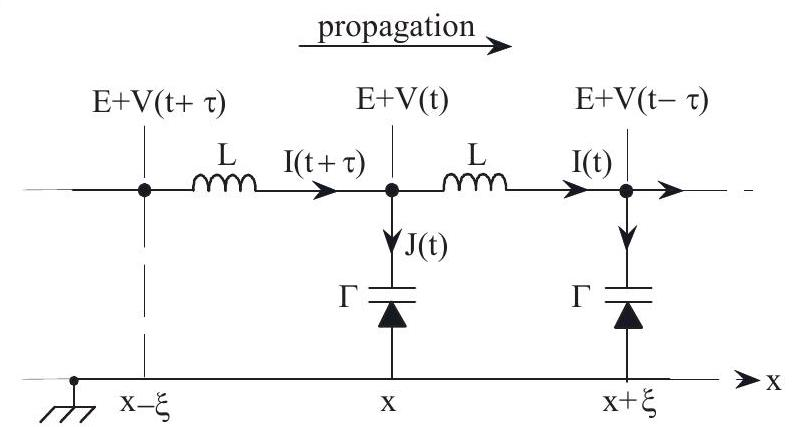 propagation
E+V(t+ τ) E+V(t) E+V(t− τ)
L I(t+ τ) L I(t)
J(t)
Γ Γ
x
x−ξ x x+ξ